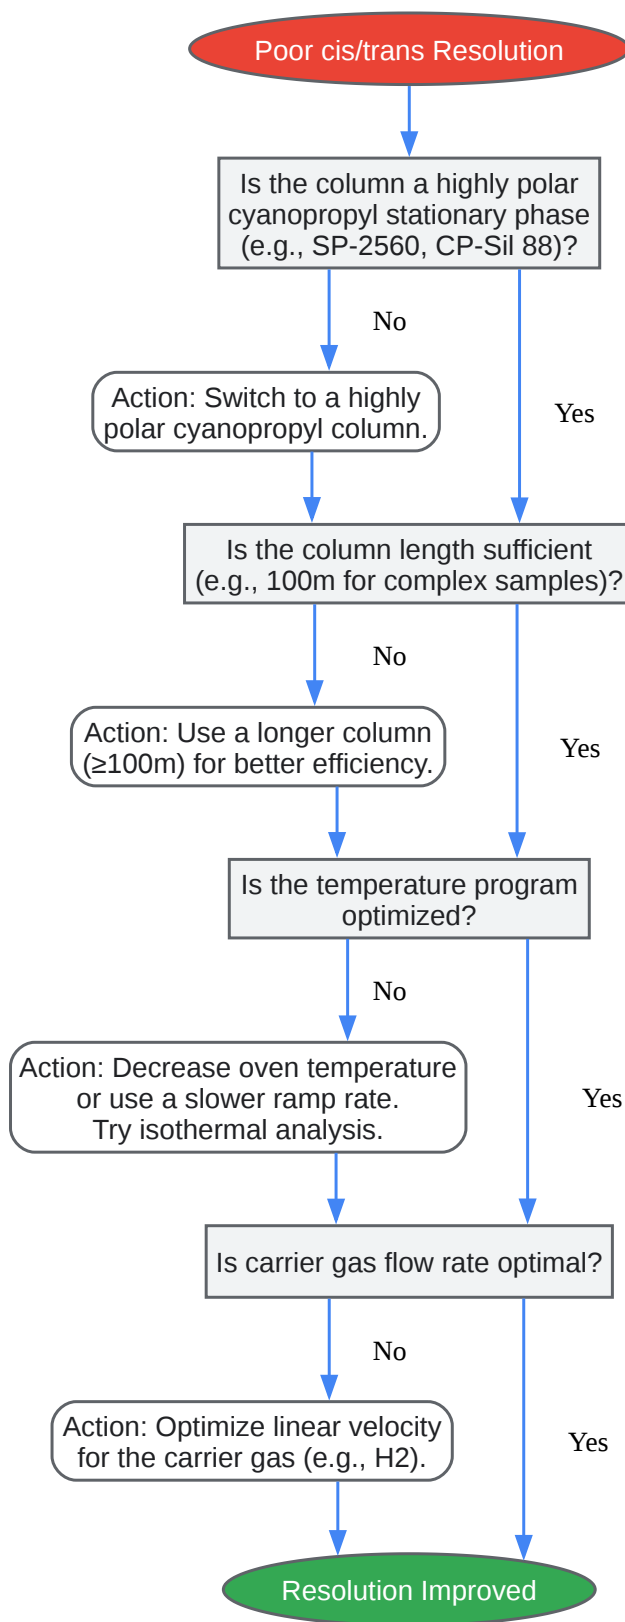 Poor cis/trans Resolution
Is the column a highly polar
cyanopropyl stationary phase
(e.g., SP-2560, CP-Sil 88)?
No
Action: Switch to a highly
polar cyanopropyl column.
Yes
Is the column length sufficient
(e.g., 100m for complex samples)?
No
Action: Use a longer column
(≥100m) for better efficiency.
Yes
Is the temperature program
optimized?
No
Action: Decrease oven temperature
or use a slower ramp rate.
Try isothermal analysis.
Yes
Is carrier gas flow rate optimal?
No
Action: Optimize linear velocity
for the carrier gas (e.g., H2).
Yes
Resolution Improved